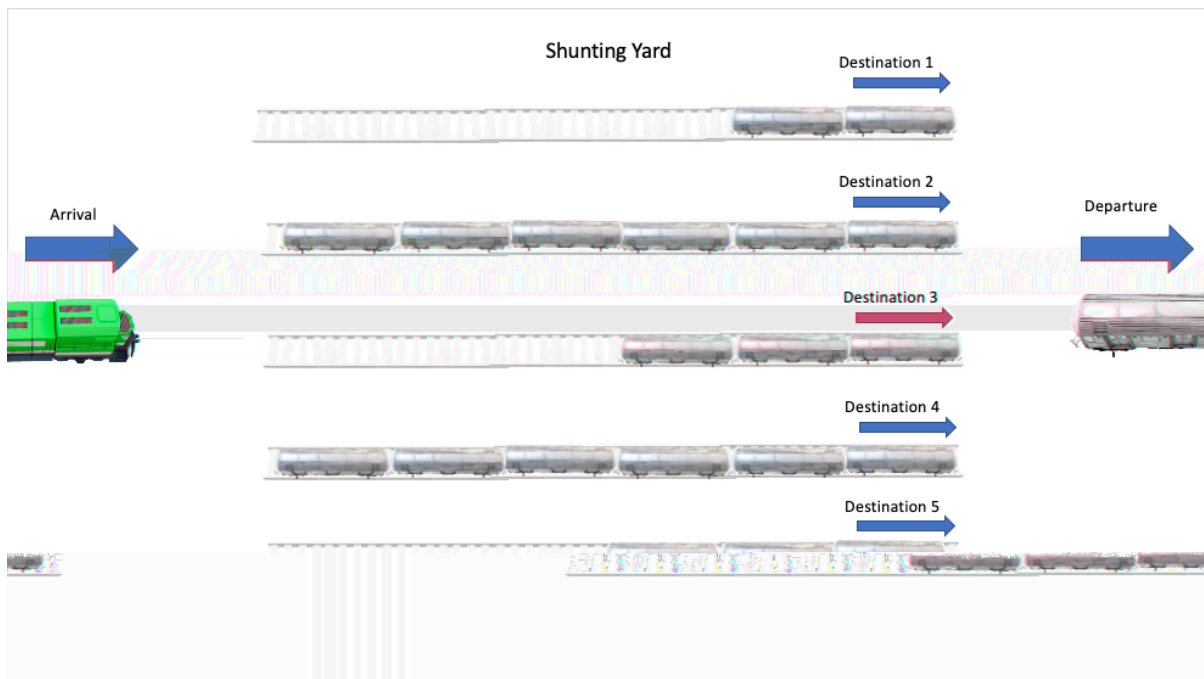 Shunting Yard
Destination 1
Destination 2
Arrival
Departure
Destination 3
Destination 4
Destination 5